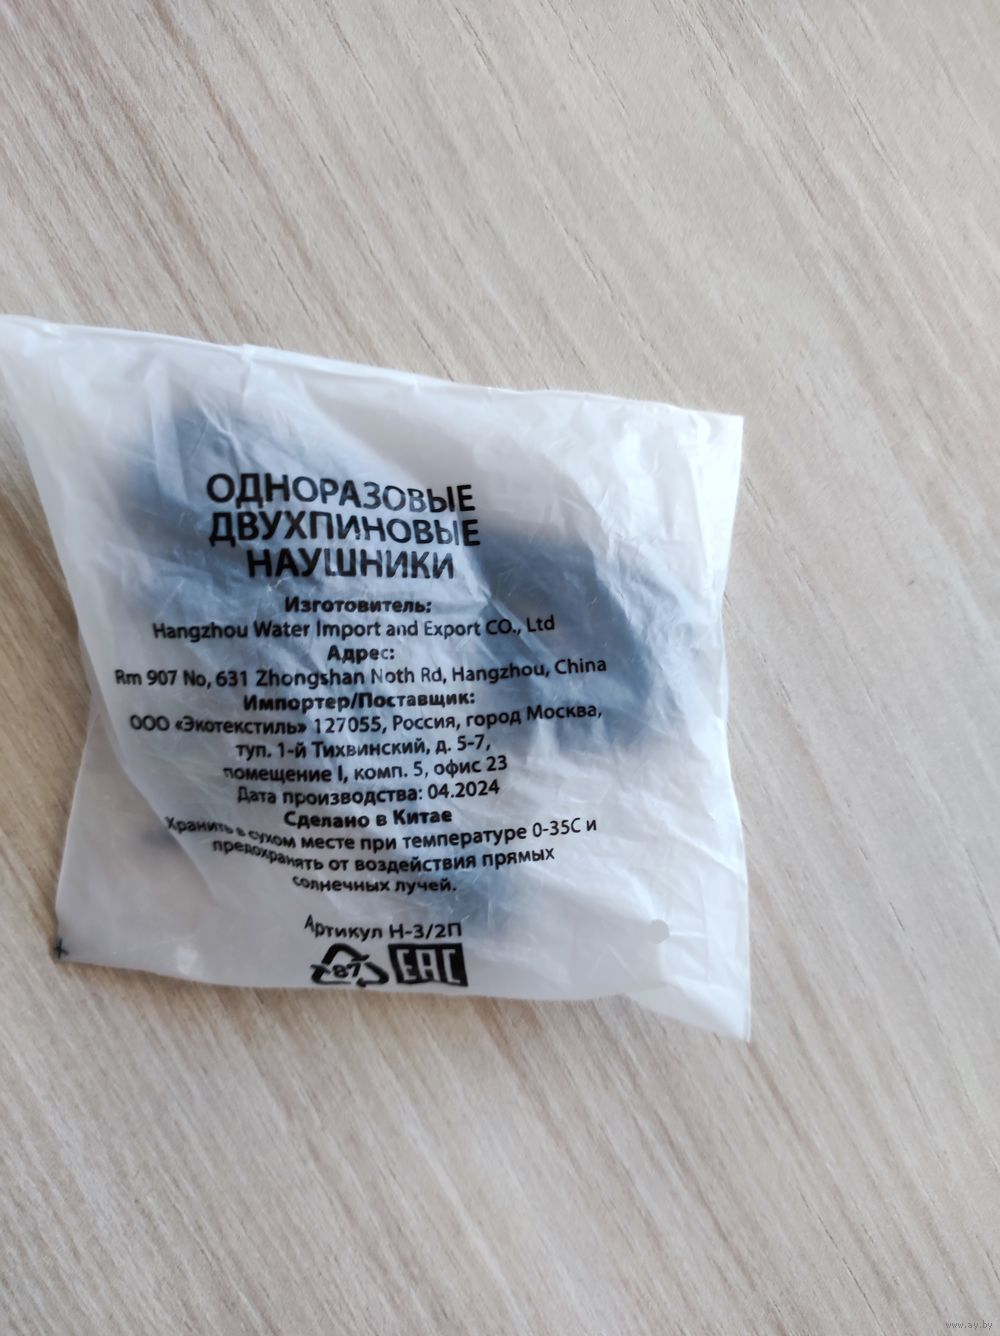 ОДНОРАЗОВЫЕ
ДВУХПИНОВЫЕ
НАУШНИКИ
Изготовитель:
Hangzhou Water Import and Export CO., Ltd
Адрес:
Rm 907 No, 631 Zhongshan Noth Rd, Hangzhou, China
Импортер/Поставщик:
ООО «Экотекстиль» 127055, Россия, город Москва,
туп. 1-й Тихвинский, д. 5-7,
помещение I, комп. 5, офис 23
Дата производства: 04.2024
Сделано в Китае
Хранить в сухом месте при температуре 0-35С и
предохранять от воздействия прямых
солнечных лучей.
Артикул Н-3/2П
87 EAC
www.ay.by